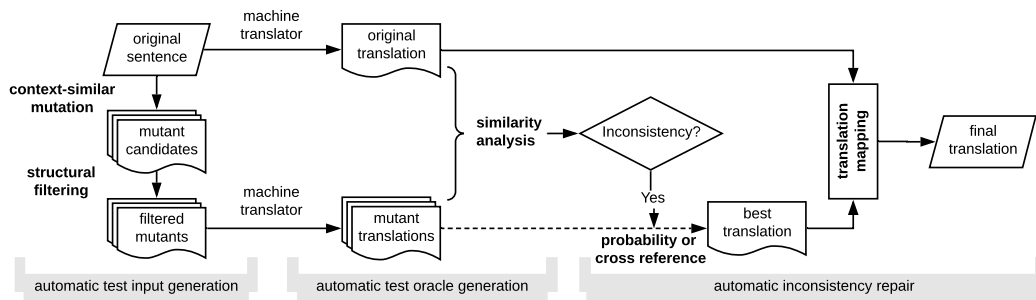 original
sentence
machine
translator
original
translation
context-similar
mutation
mutant
candidates
similarity
analysis
Inconsistency?
translation
mapping
final
translation
structural
filtering
filtered
mutants
machine
translator
mutant
translations
Yes
probability or
cross reference
best
translation
automatic test input generation
automatic test oracle generation
automatic inconsistency repair